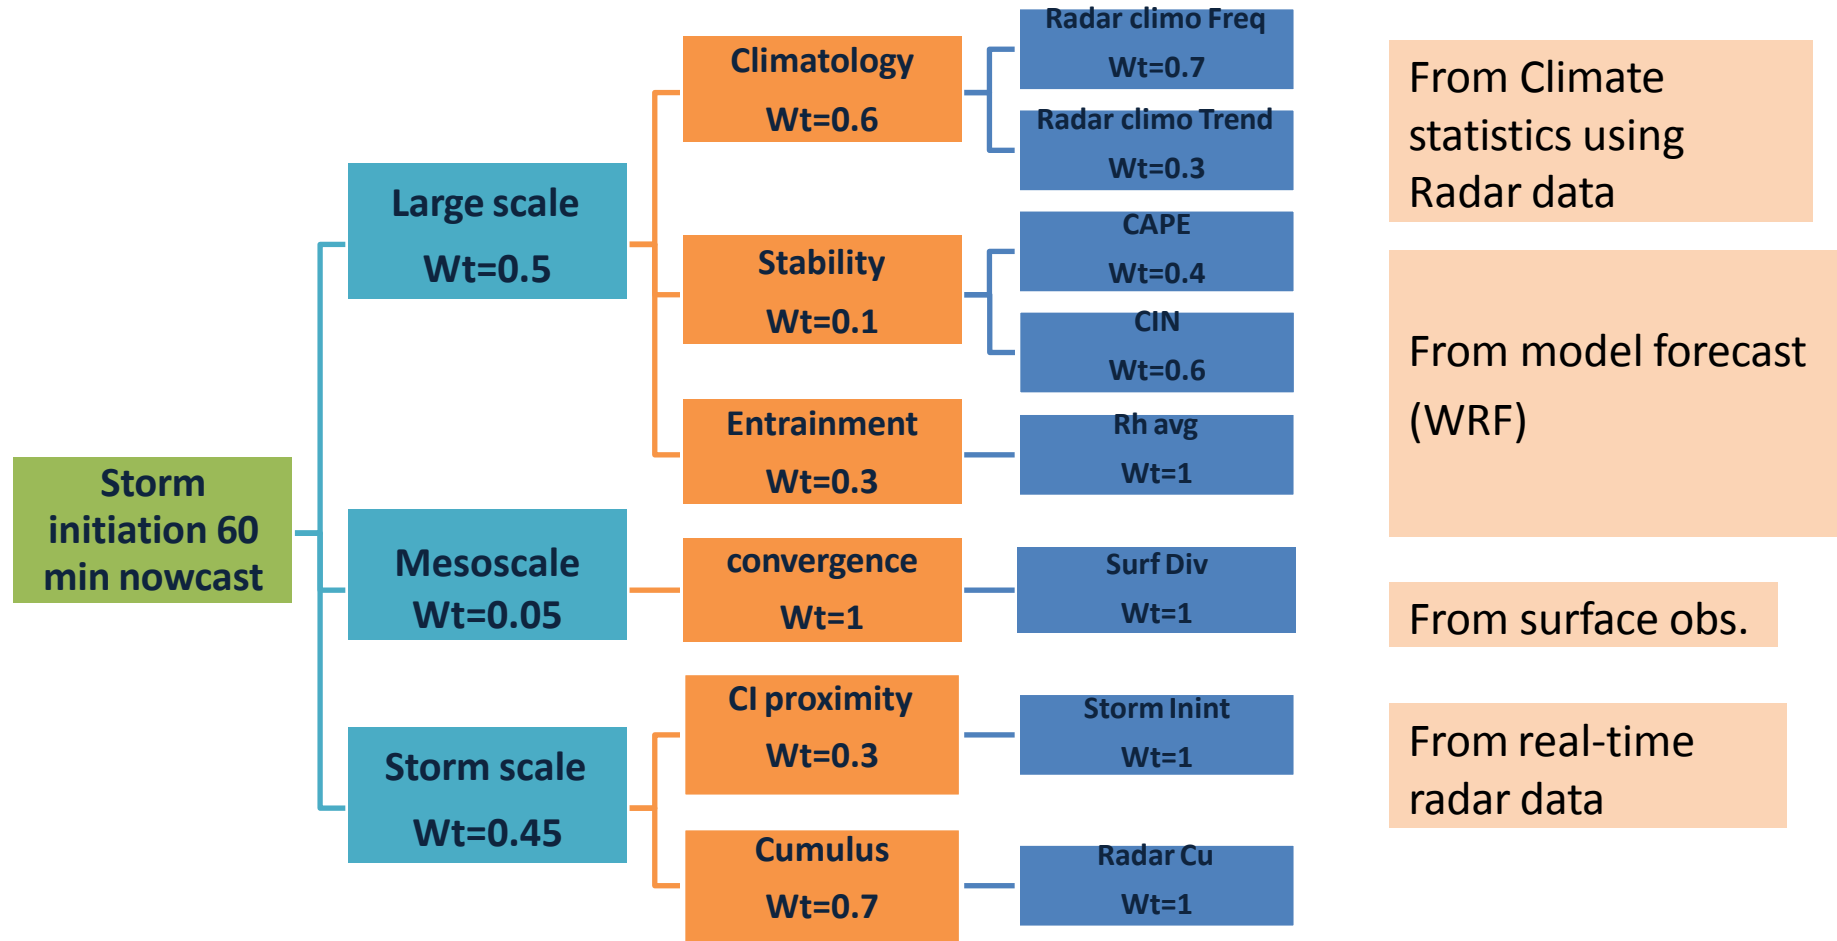 Storm
initiation 60
min nowcast
Large scale
Wt=0.5
Mesoscale
Wt=0.05
Storm scale
Wt=0.45
Climatology
Wt=0.6
Stability
Wt=0.1
Entrainment
Wt=0.3
convergence
Wt=1
CI proximity
Wt=0.3
Cumulus
Wt=0.7
Radar climo Freq
Wt=0.7
Radar climo Trend
Wt=0.3
CAPE
Wt=0.4
CIN
Wt=0.6
Rh avg
Wt=1
Surf Div
Wt=1
Storm Inint
Wt=1
Radar Cu
Wt=1
From Climate
statistics using
Radar data
From model forecast
(WRF)
From surface obs.
From real-time
radar data